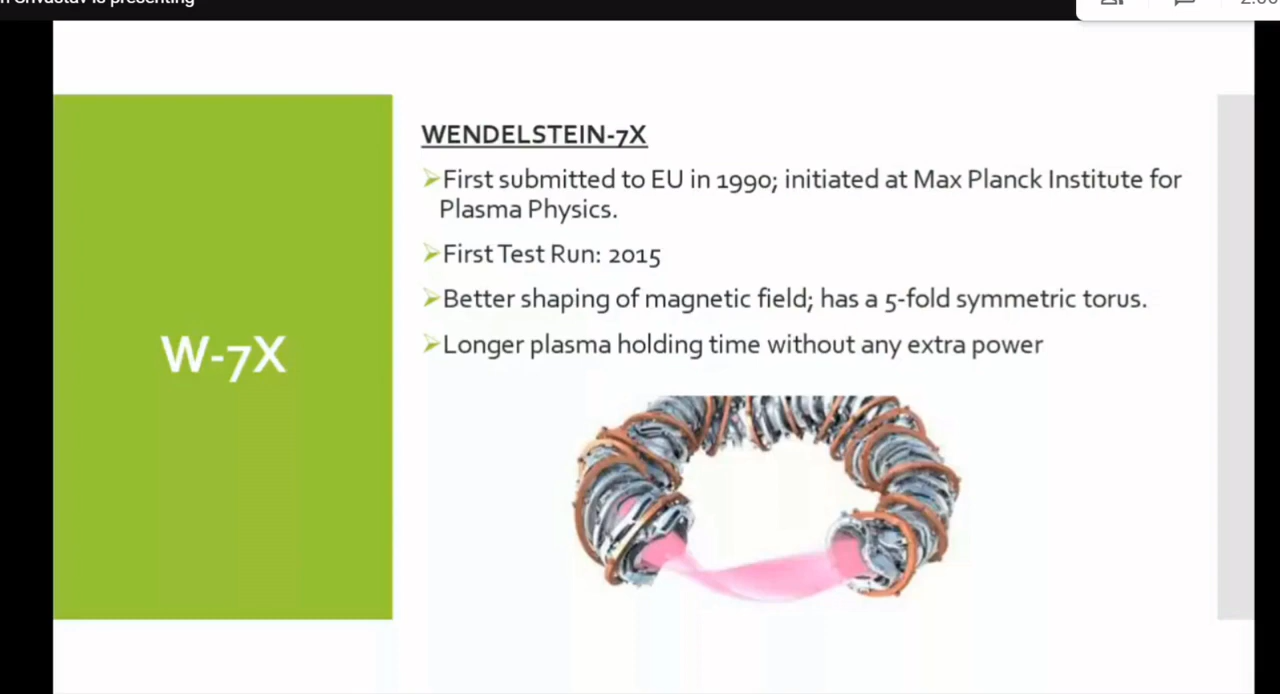 is presenting
W-7X
WENDELSTEIN-7X
➢First submitted to EU in 1990; initiated at Max Planck Institute for
Plasma Physics.
➢First Test Run: 2015
➢Better shaping of magnetic field; has a 5-fold symmetric torus.
➢Longer plasma holding time without any extra power